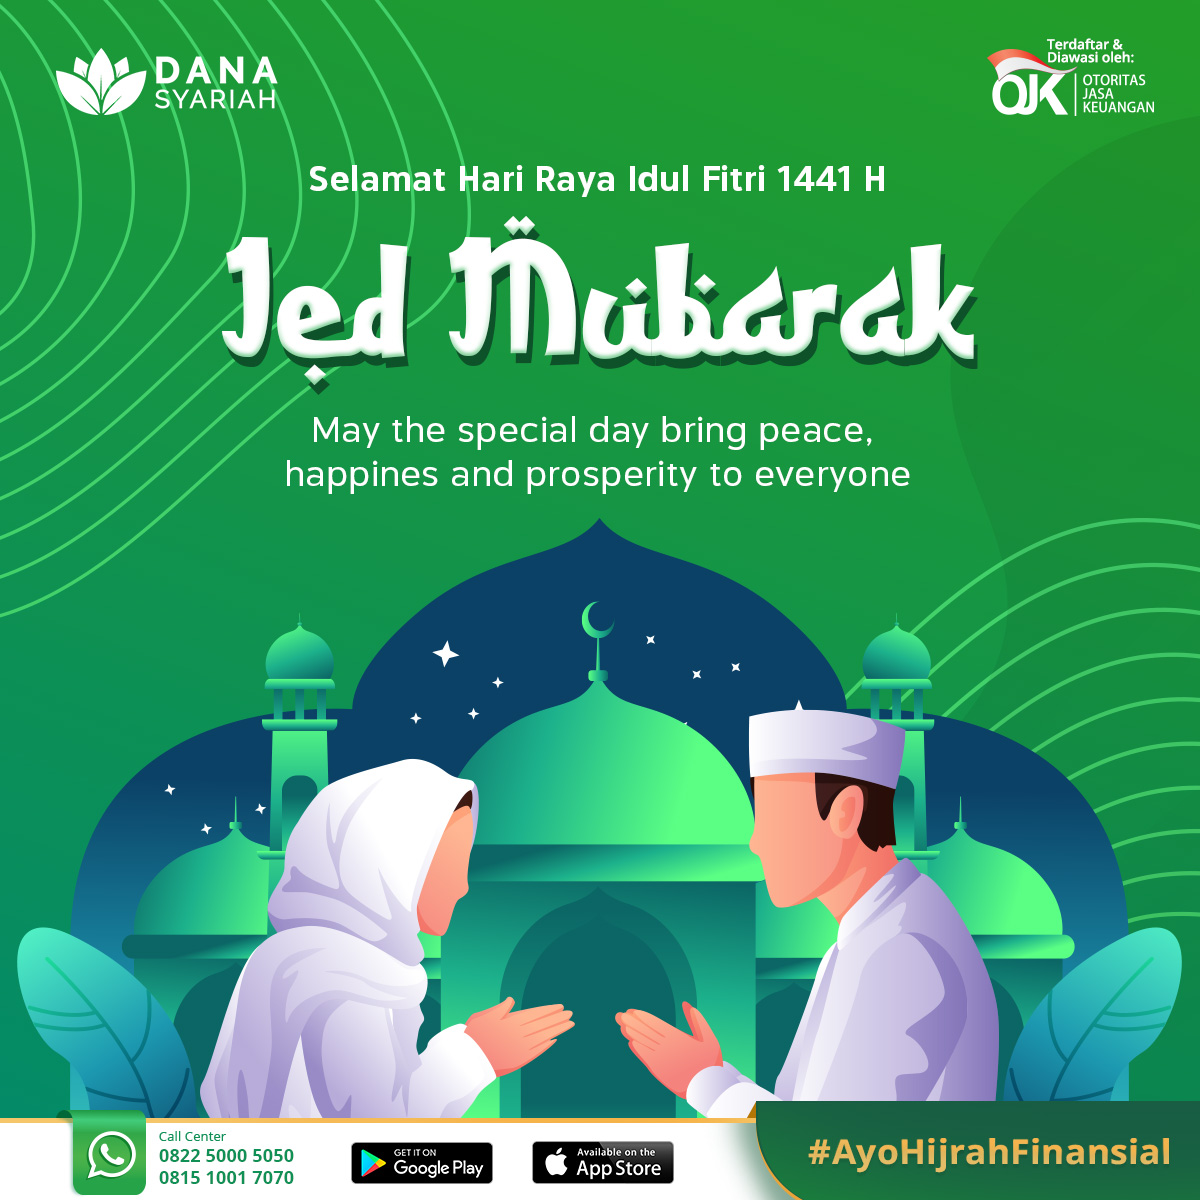 DANA
SYARIAH
Terdaftar &
Diawasi oleh:
OJK
OTORITAS
JASA
KEUANGAN
Selamat Hari Raya Idul Fitri 1441 H
Ied Mubarak
May the special day bring peace,
happines and prosperity to everyone
Call Center
0822 5000 5050
0815 1001 7070
GET IT ON
Google Play
Available on the
App Store
#AyoHijrahFinansial